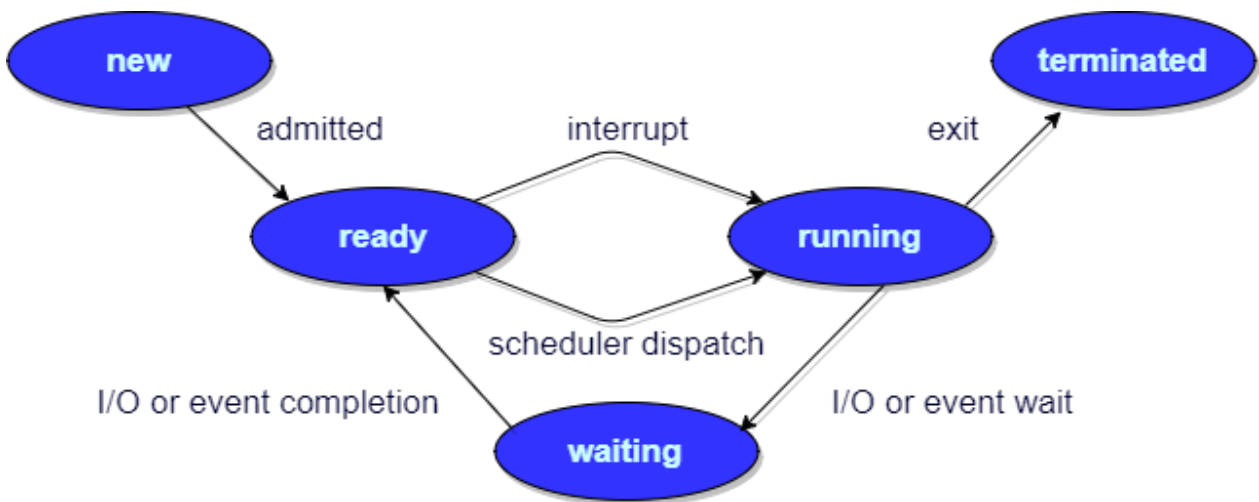 new
terminated
admitted
interrupt
exit
ready
running
scheduler dispatch
I/O or event completion
I/O or event wait
waiting